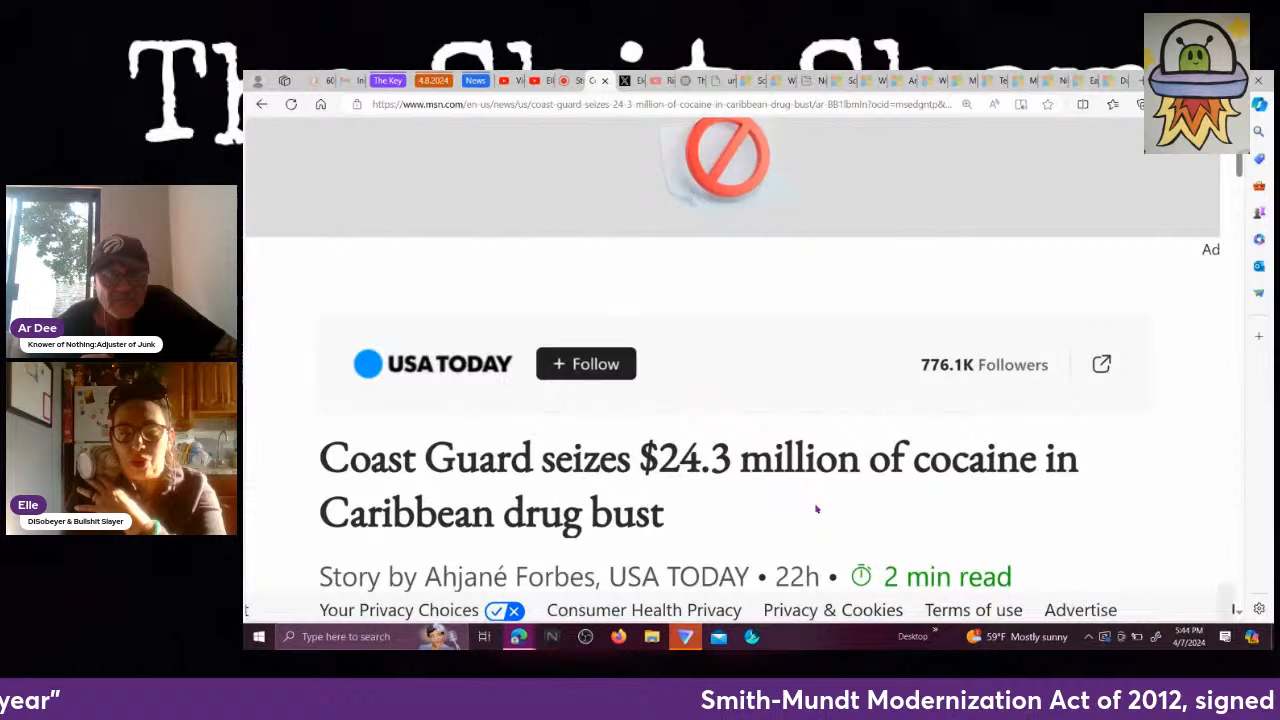 The Shit Show
The Key
4.8.2024
News
https://www.msn.com/en-us/news/us/coast-guard-seizes-24-3-million-of-cocaine-in-caribbean-drug-bust/ar-BB1lbmIn?ocid=msedgntp&...
Ad
USA TODAY
+ Follow
776.1K Followers
Coast Guard seizes $24.3 million of cocaine in
Caribbean drug bust
Story by Ahjané Forbes, USA TODAY • 22h • 2 min read
Your Privacy Choices
Consumer Health Privacy
Privacy & Cookies
Terms of use
Advertise
Type here to search
Desktop
59°F Mostly sunny
5:44 PM
4/7/2024
Ar Dee
Knower of Nothing:Adjuster of Junk
Elle
DISobeyer & Bullshit Slayer
year"
Smith-Mundt Modernization Act of 2012, signed